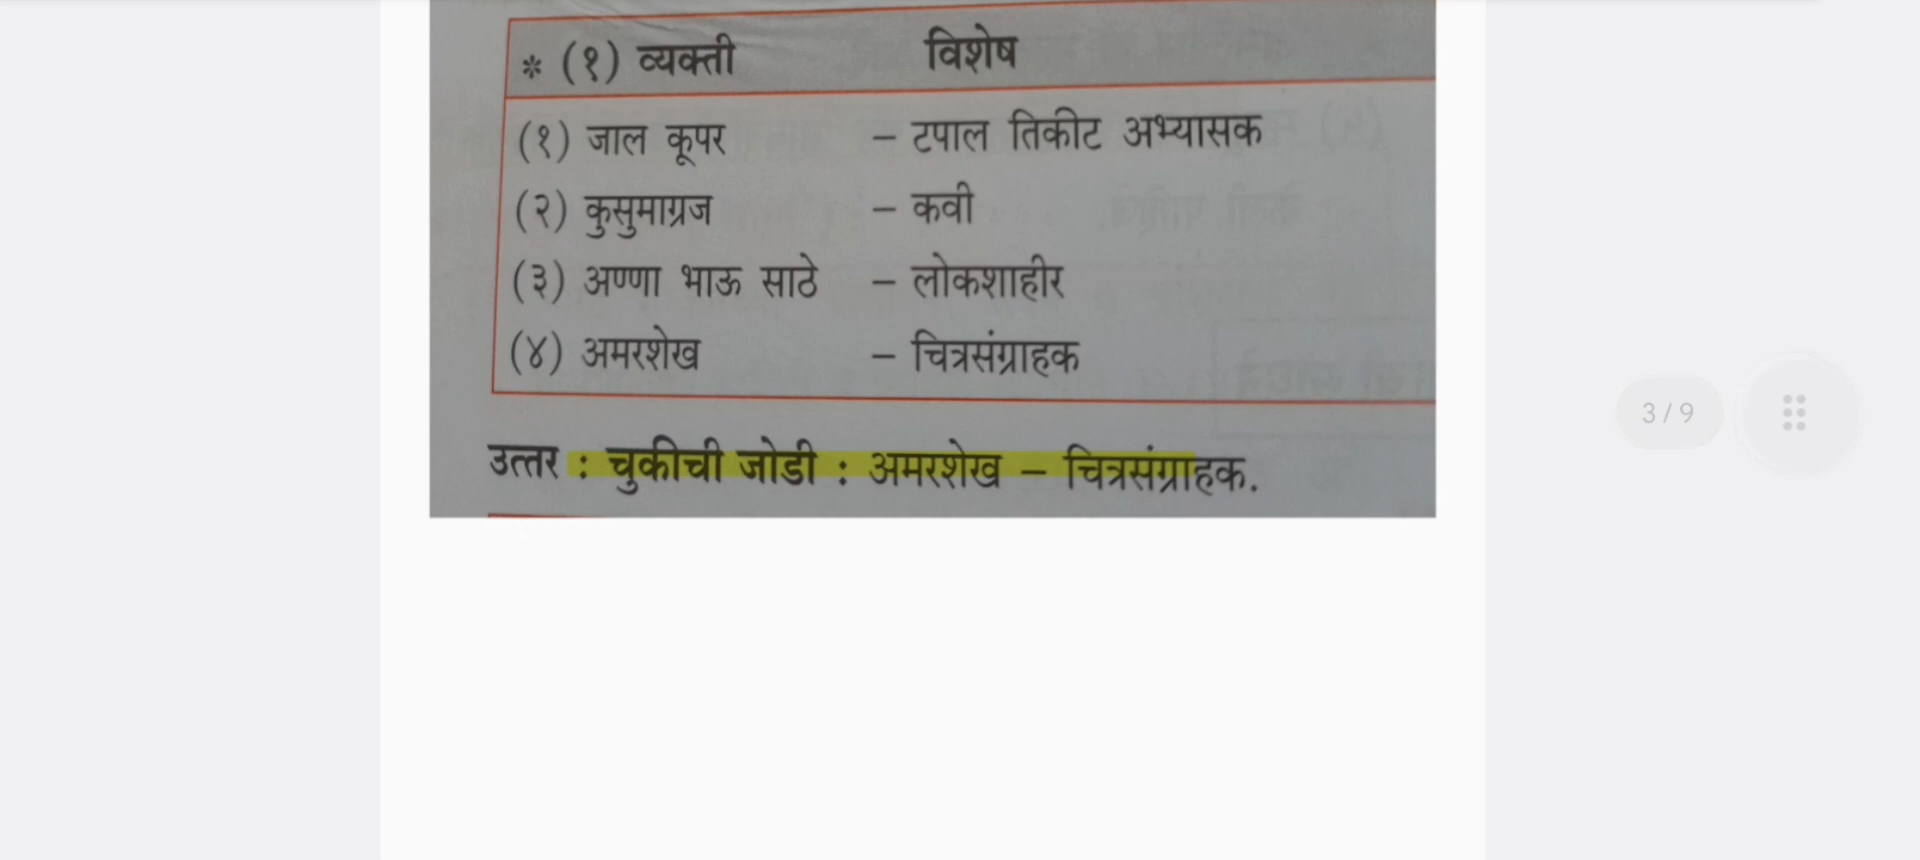 * (१) व्यक्ती विशेष
(१) जाल कूपर – टपाल तिकीट अभ्यासक
(२) कुसुमाग्रज – कवी
(३) अण्णा भाऊ साठे – लोकशाहीर
(४) अमरशेख – चित्रसंग्राहक
3 / 9
उत्तर : चुकीची जोडी : अमरशेख – चित्रसंग्राहक.